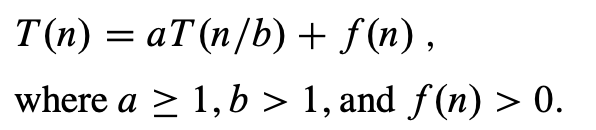 T(n) = aT(n/b) + f(n) ,
where a ≥ 1, b > 1, and f(n) > 0.